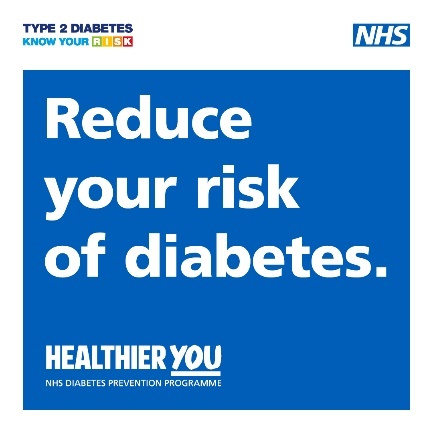 TYPE 2 DIABETES
KNOW YOUR RISK
NHS
Reduce
your risk
of diabetes.
HEALTHIER YOU
NHS DIABETES PREVENTION PROGRAMME